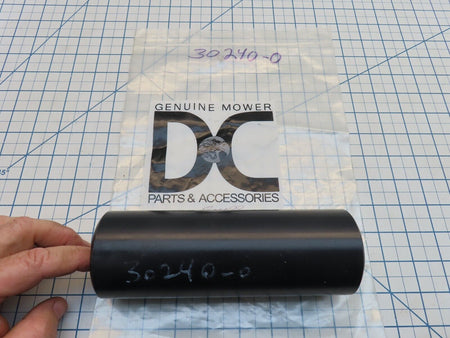 30240-0
GENUINE MOWER
DC
PARTS & ACCESSORIES
30240-0